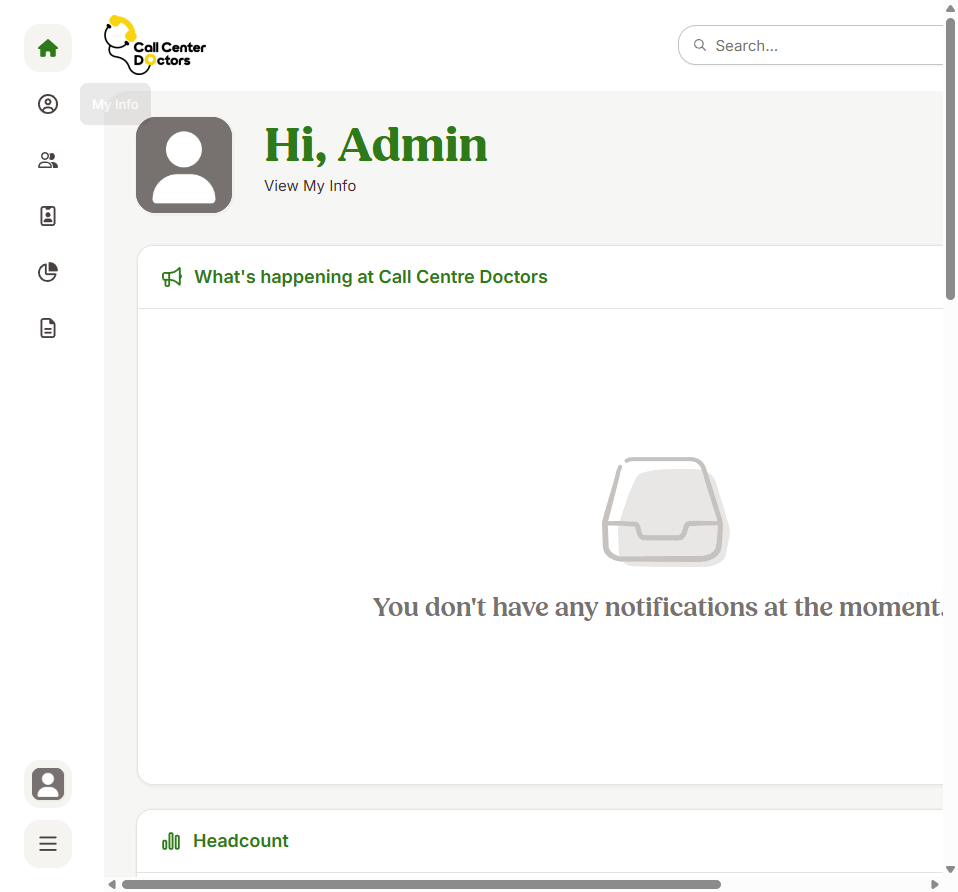 Call Center
Doctors
Search...
My Info
Hi, Admin
View My Info
What's happening at Call Centre Doctors
You don't have any notifications at the moment.
Headcount